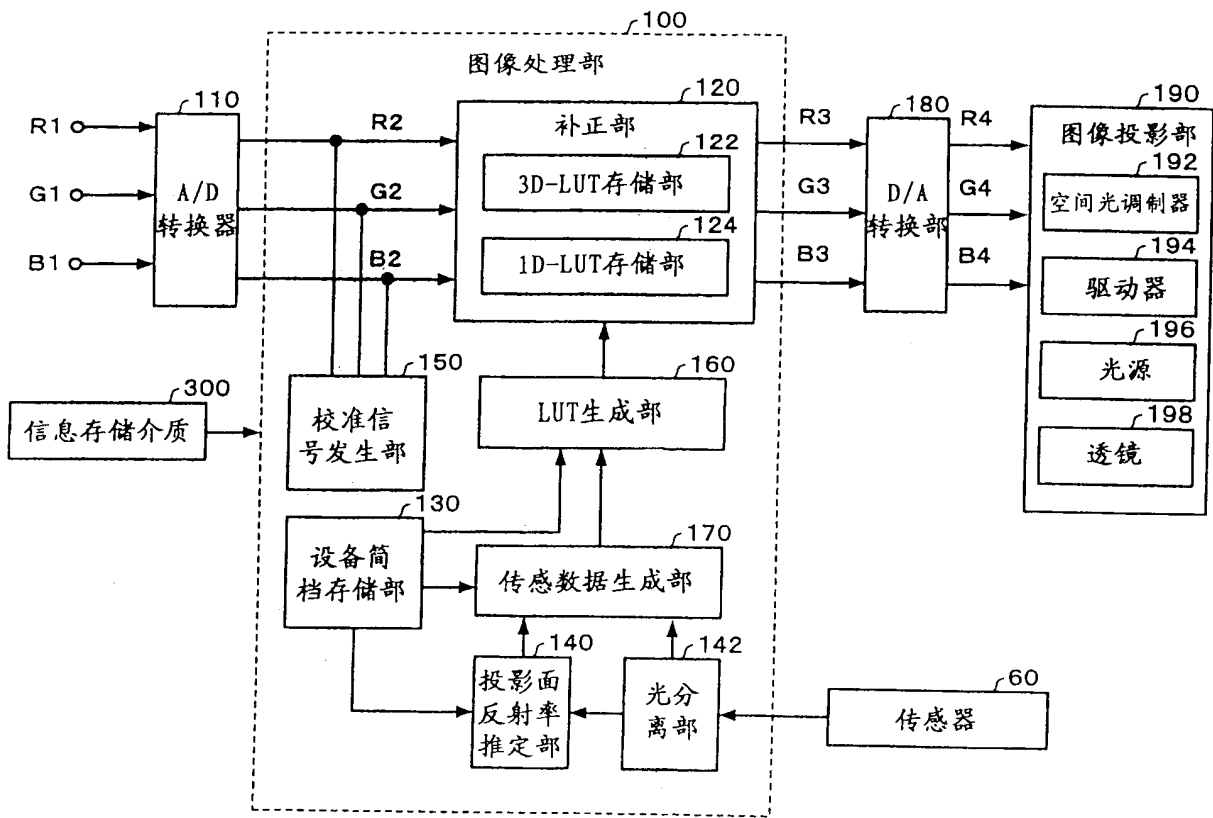 100
图像处理部
110
R1
G1
B1
A/D
转换器
R2
G2
B2
120
补正部
122
3D-LUT存储部
124
1D-LUT存储部
R3
G3
B3
180
D/A
转换部
R4
G4
B4
190
图像投影部
192
空间光调制器
194
驱动器
196
光源
198
透镜
300
信息存储介质
150
校准信
号发生部
160
LUT生成部
130
设备简
档存储部
170
传感数据生成部
140
投影面
反射率
推定部
142
光分
离部
60
传感器